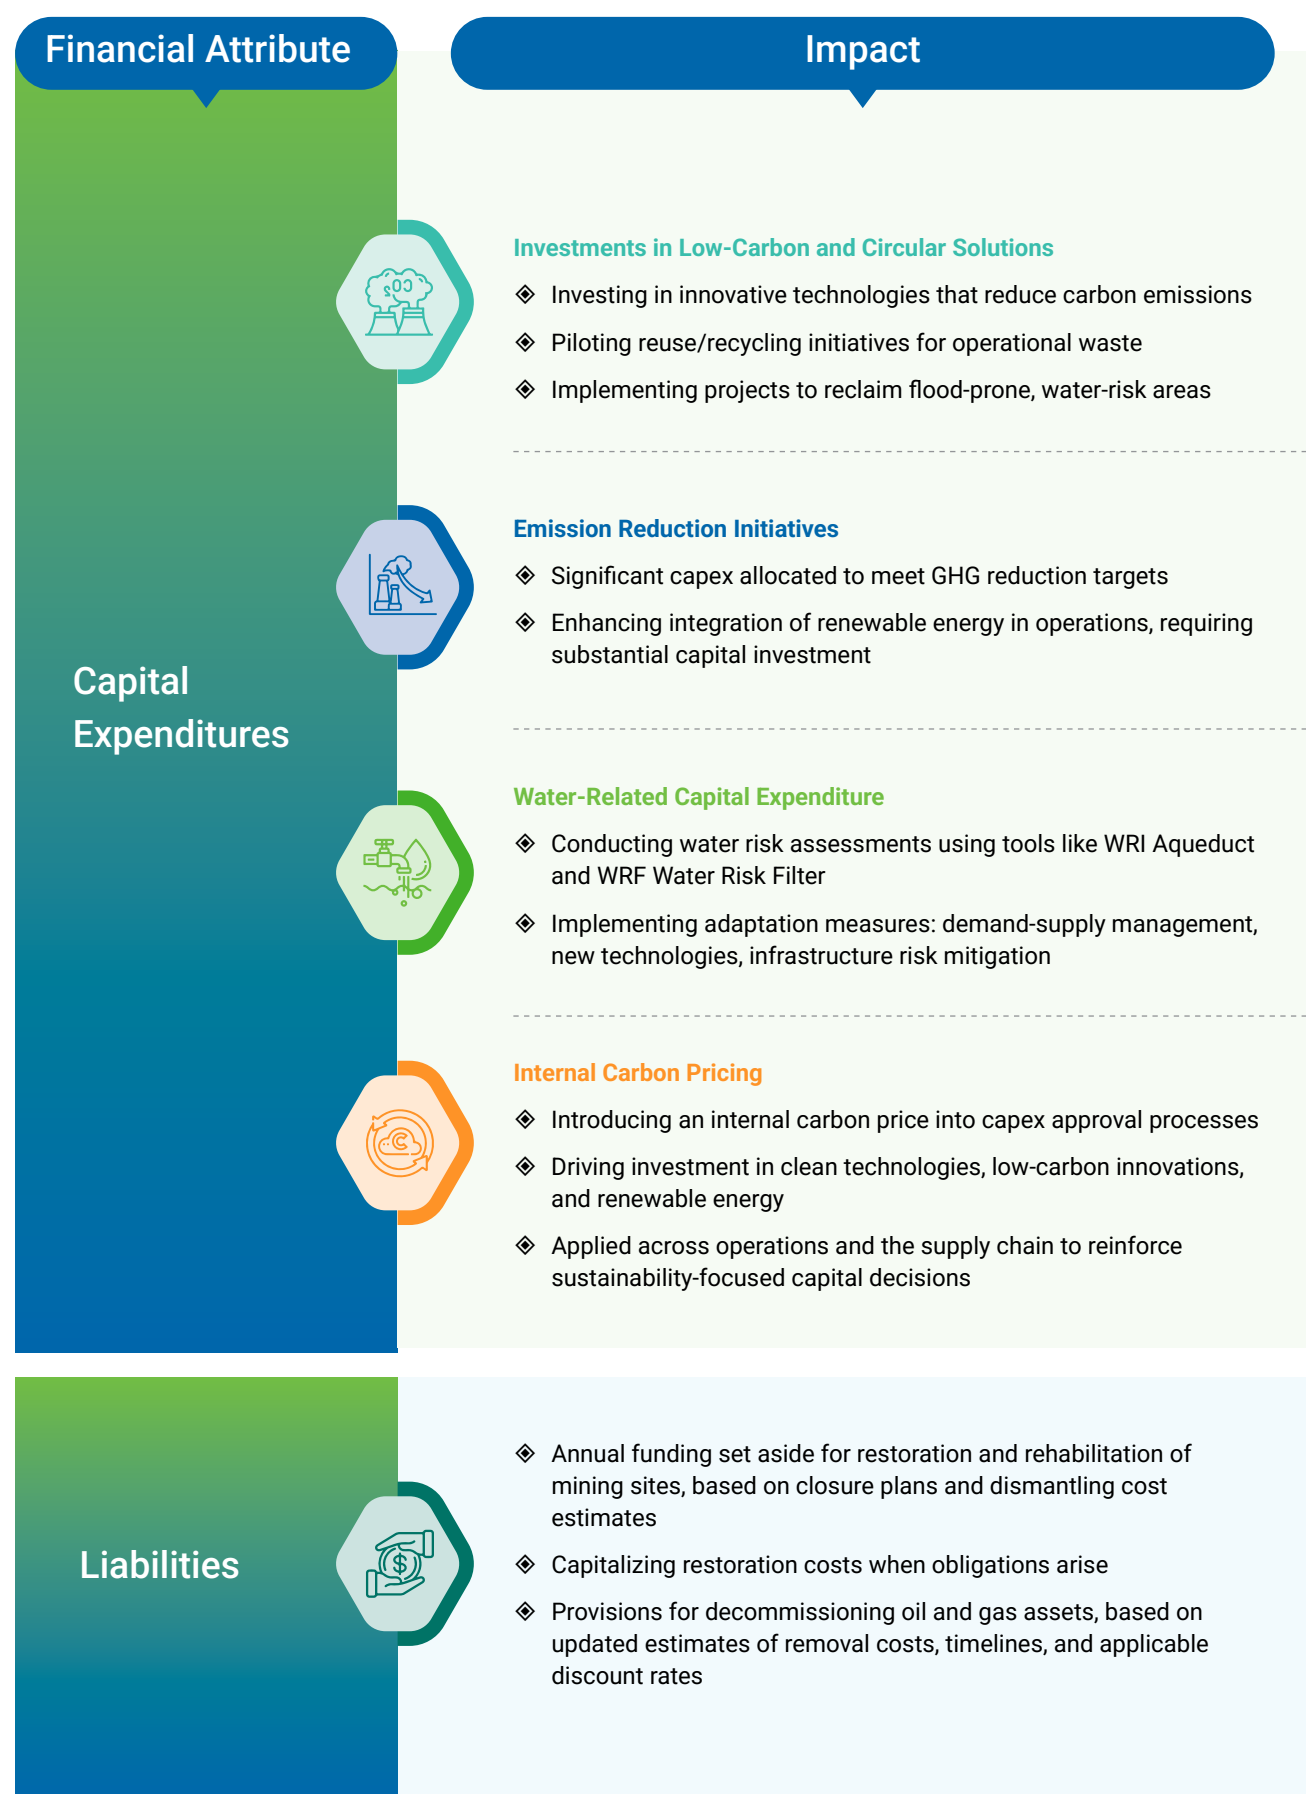 Financial Attribute
Impact
Capital
Expenditures
Investments in Low-Carbon and Circular Solutions
Investing in innovative technologies that reduce carbon emissions
Piloting reuse/recycling initiatives for operational waste
Implementing projects to reclaim flood-prone, water-risk areas
Emission Reduction Initiatives
Significant capex allocated to meet GHG reduction targets
Enhancing integration of renewable energy in operations, requiring
substantial capital investment
Water-Related Capital Expenditure
Conducting water risk assessments using tools like WRI Aqueduct
and WRF Water Risk Filter
Implementing adaptation measures: demand-supply management,
new technologies, infrastructure risk mitigation
Internal Carbon Pricing
Introducing an internal carbon price into capex approval processes
Driving investment in clean technologies, low-carbon innovations,
and renewable energy
Applied across operations and the supply chain to reinforce
sustainability-focused capital decisions
Liabilities
Annual funding set aside for restoration and rehabilitation of
mining sites, based on closure plans and dismantling cost
estimates
Capitalizing restoration costs when obligations arise
Provisions for decommissioning oil and gas assets, based on
updated estimates of removal costs, timelines, and applicable
discount rates
CO2
C
$